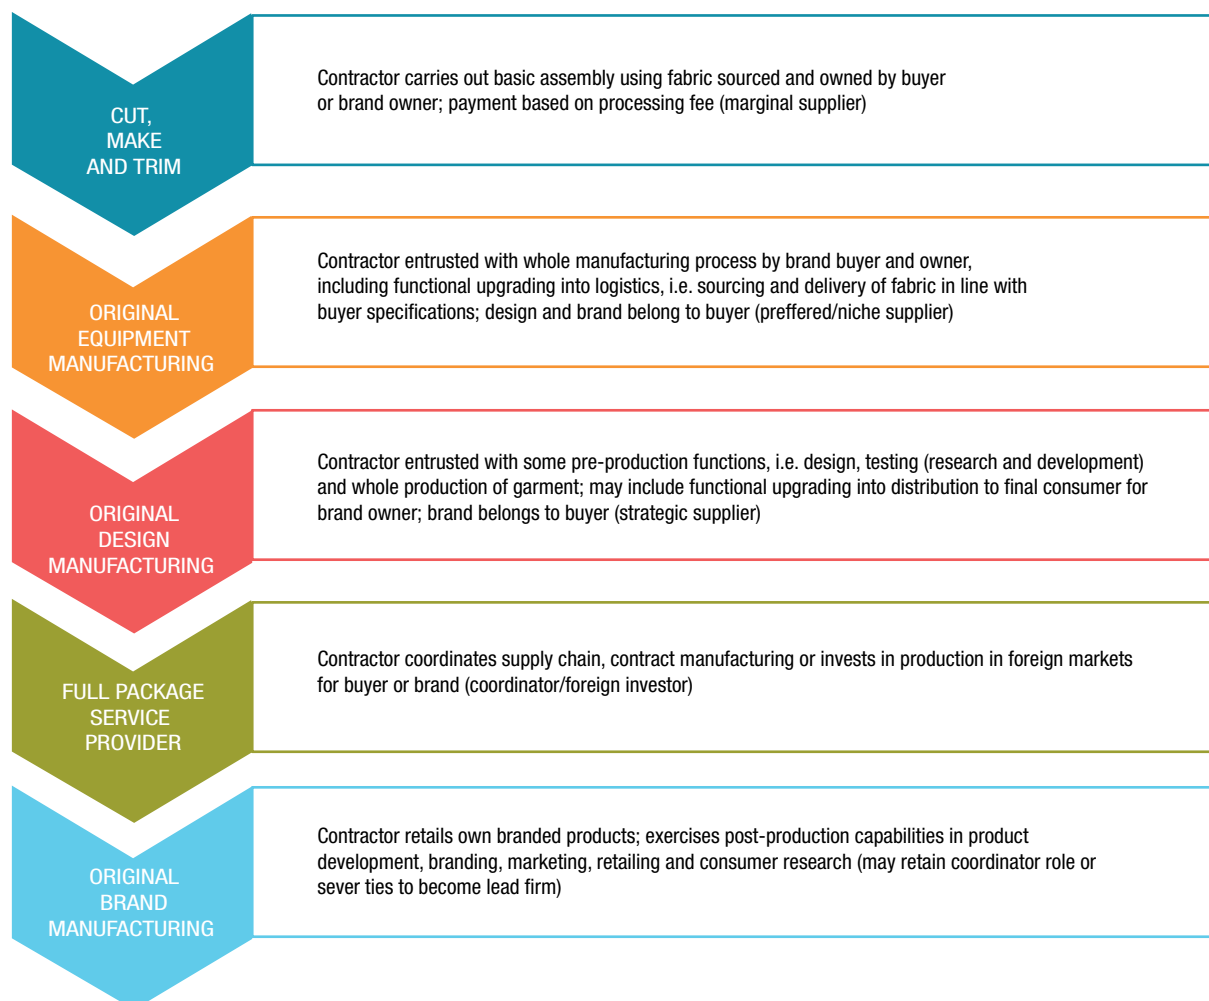 CUT,
MAKE
AND TRIM
Contractor carries out basic assembly using fabric sourced and owned by buyer
or brand owner; payment based on processing fee (marginal supplier)
ORIGINAL
EQUIPMENT
MANUFACTURING
Contractor entrusted with whole manufacturing process by brand buyer and owner,
including functional upgrading into logistics, i.e. sourcing and delivery of fabric in line with
buyer specifications; design and brand belong to buyer (preffered/niche supplier)
ORIGINAL
DESIGN
MANUFACTURING
Contractor entrusted with some pre-production functions, i.e. design, testing (research and development)
and whole production of garment; may include functional upgrading into distribution to final consumer for
brand owner; brand belongs to buyer (strategic supplier)
FULL PACKAGE
SERVICE
PROVIDER
Contractor coordinates supply chain, contract manufacturing or invests in production in foreign markets
for buyer or brand (coordinator/foreign investor)
ORIGINAL
BRAND
MANUFACTURING
Contractor retails own branded products; exercises post-production capabilities in product
development, branding, marketing, retailing and consumer research (may retain coordinator role or
sever ties to become lead firm)